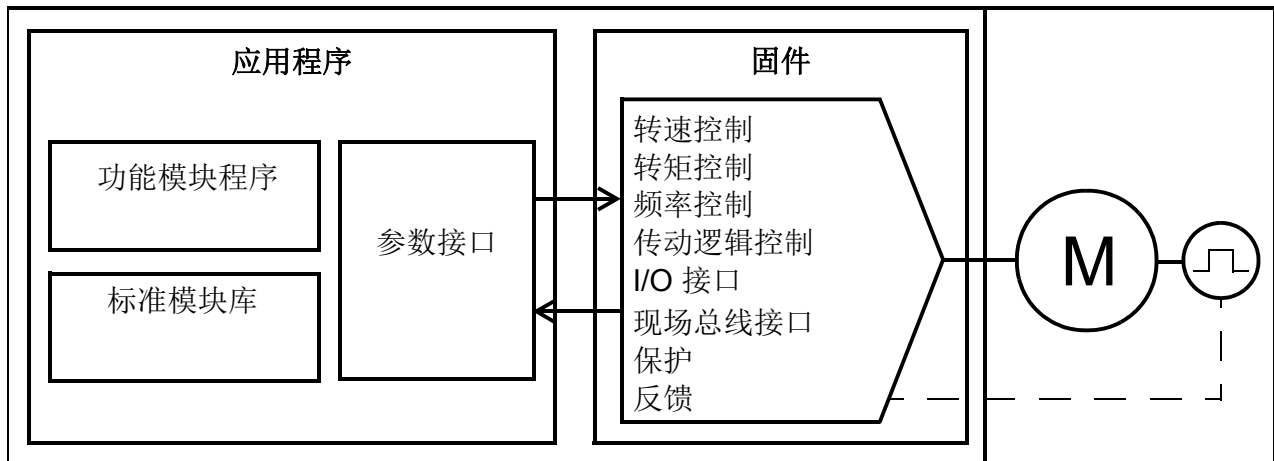 应用程序
功能模块程序
标准模块库
参数接口
固件
转速控制
转矩控制
频率控制
传动逻辑控制
I/O 接口
现场总线接口
保护
反馈
M